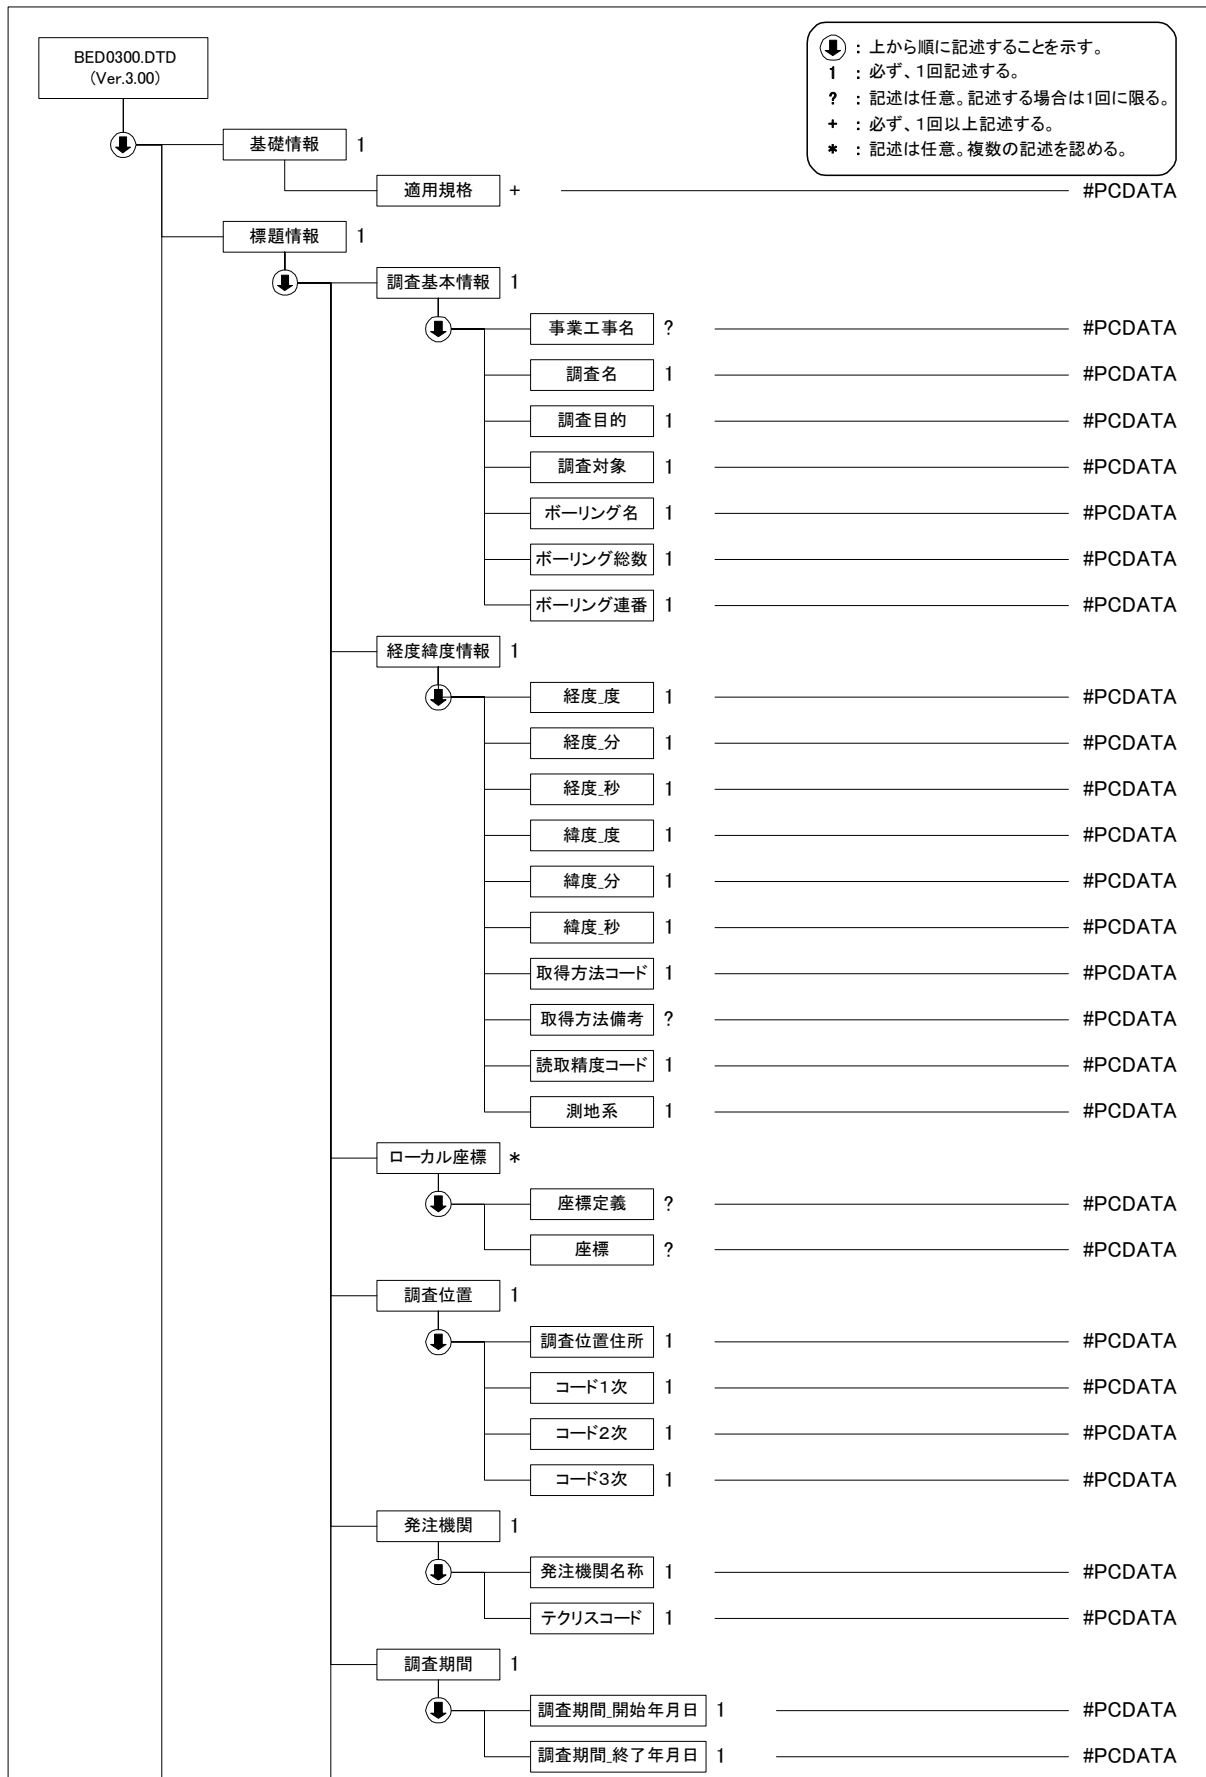 BED0300.DTD
(Ver.3.00)
: 上から順に記述することを示す。
1 : 必ず、1回記述する。
? : 記述は任意。記述する場合は1回に限る。
+ : 必ず、1回以上記述する。
* : 記述は任意。複数の記述を認める。
基礎情報 1
適用規格 + #PCDATA
標題情報 1
調査基本情報 1
事業工事名 ? #PCDATA
調査名 1 #PCDATA
調査目的 1 #PCDATA
調査対象 1 #PCDATA
ボーリング名 1 #PCDATA
ボーリング総数 1 #PCDATA
ボーリング連番 1 #PCDATA
経度緯度情報 1
経度_度 1 #PCDATA
経度_分 1 #PCDATA
経度_秒 1 #PCDATA
緯度_度 1 #PCDATA
緯度_分 1 #PCDATA
緯度_秒 1 #PCDATA
取得方法コード 1 #PCDATA
取得方法備考 ? #PCDATA
読取精度コード 1 #PCDATA
測地系 1 #PCDATA
ローカル座標 *
座標定義 ? #PCDATA
座標 ? #PCDATA
調査位置 1
調査位置住所 1 #PCDATA
コード1次 1 #PCDATA
コード2次 1 #PCDATA
コード3次 1 #PCDATA
発注機関 1
発注機関名称 1 #PCDATA
テクリスコード 1 #PCDATA
調査期間 1
調査期間_開始年月日 1 #PCDATA
調査期間_終了年月日 1 #PCDATA